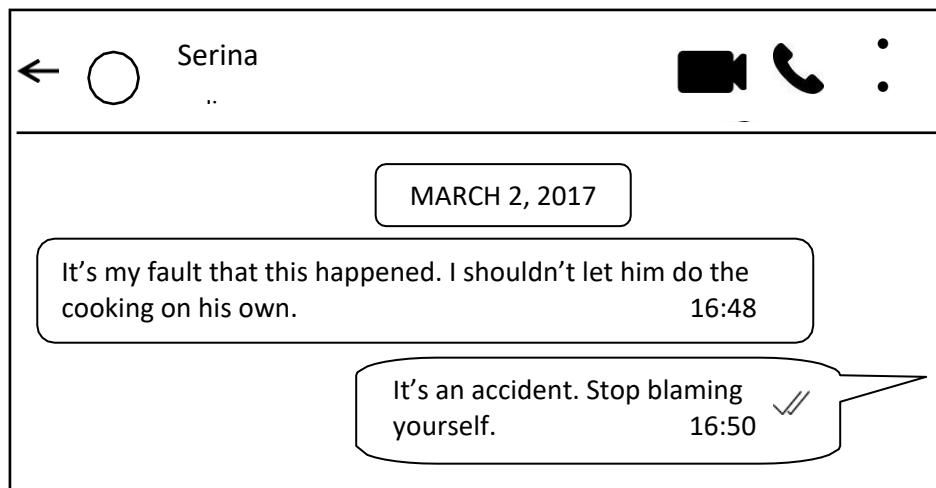 Serina
MARCH 2, 2017
It's my fault that this happened. I shouldn't let him do the
cooking on his own. 16:48
It's an accident. Stop blaming
yourself. 16:50